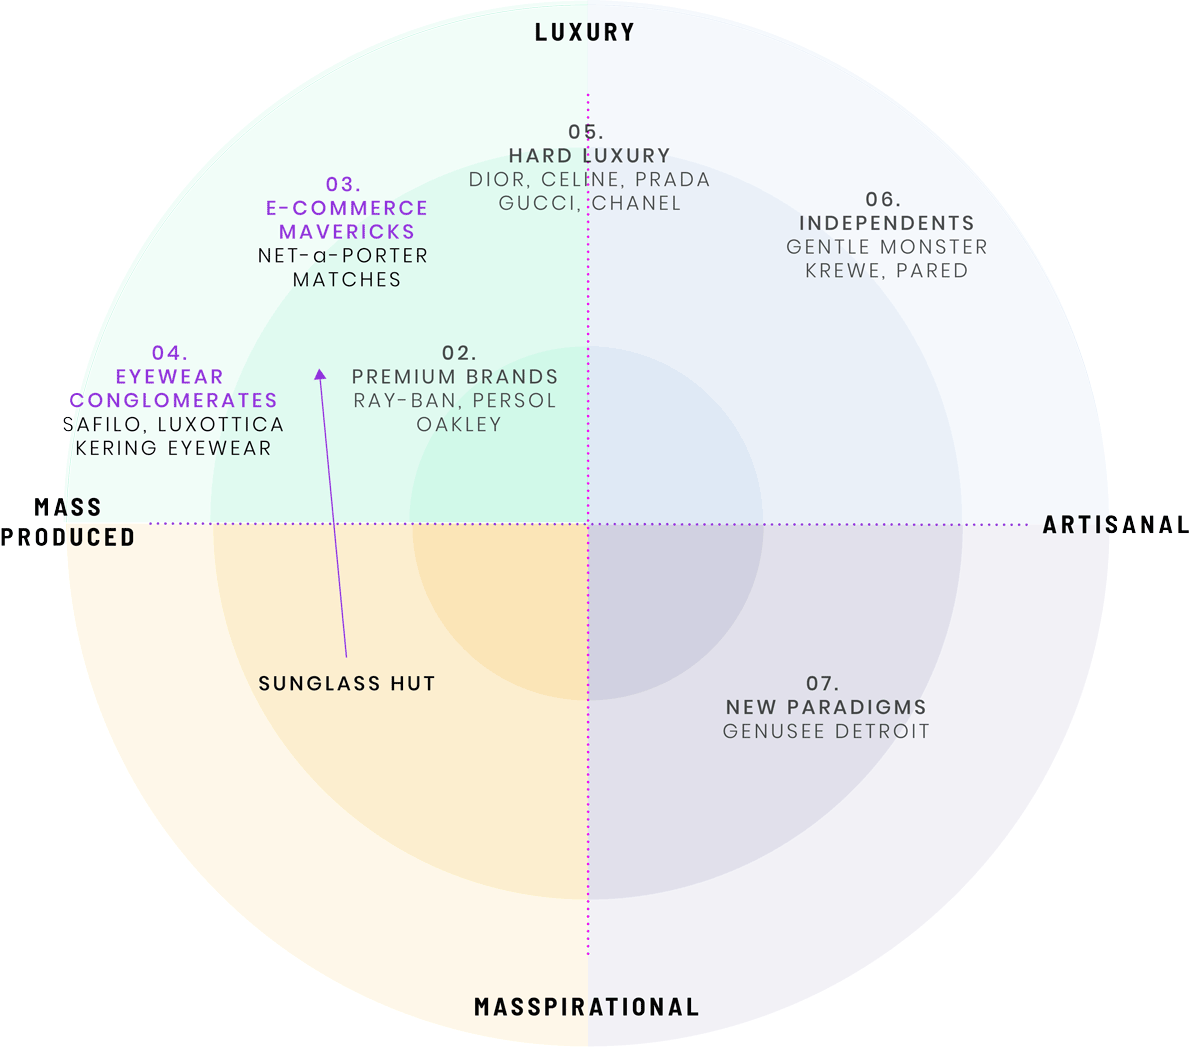 LUXURY
05.
HARD LUXURY
DIOR, CELINE, PRADA
GUCCI, CHANEL
03.
E-COMMERCE
MAVERICKS
NET-a-PORTER
MATCHES
06.
INDEPENDENTS
GENTLE MONSTER
KREWE, PARED
04.
EYEWEAR
CONGLOMERATES
SAFILO, LUXOTTICA
KERING EYEWEAR
02.
PREMIUM BRANDS
RAY-BAN, PERSOL
OAKLEY
MASS
PRODUCED
ARTISANAL
SUNGLASS HUT
07.
NEW PARADIGMS
GENUSEE DETROIT
MASSPIRATIONAL